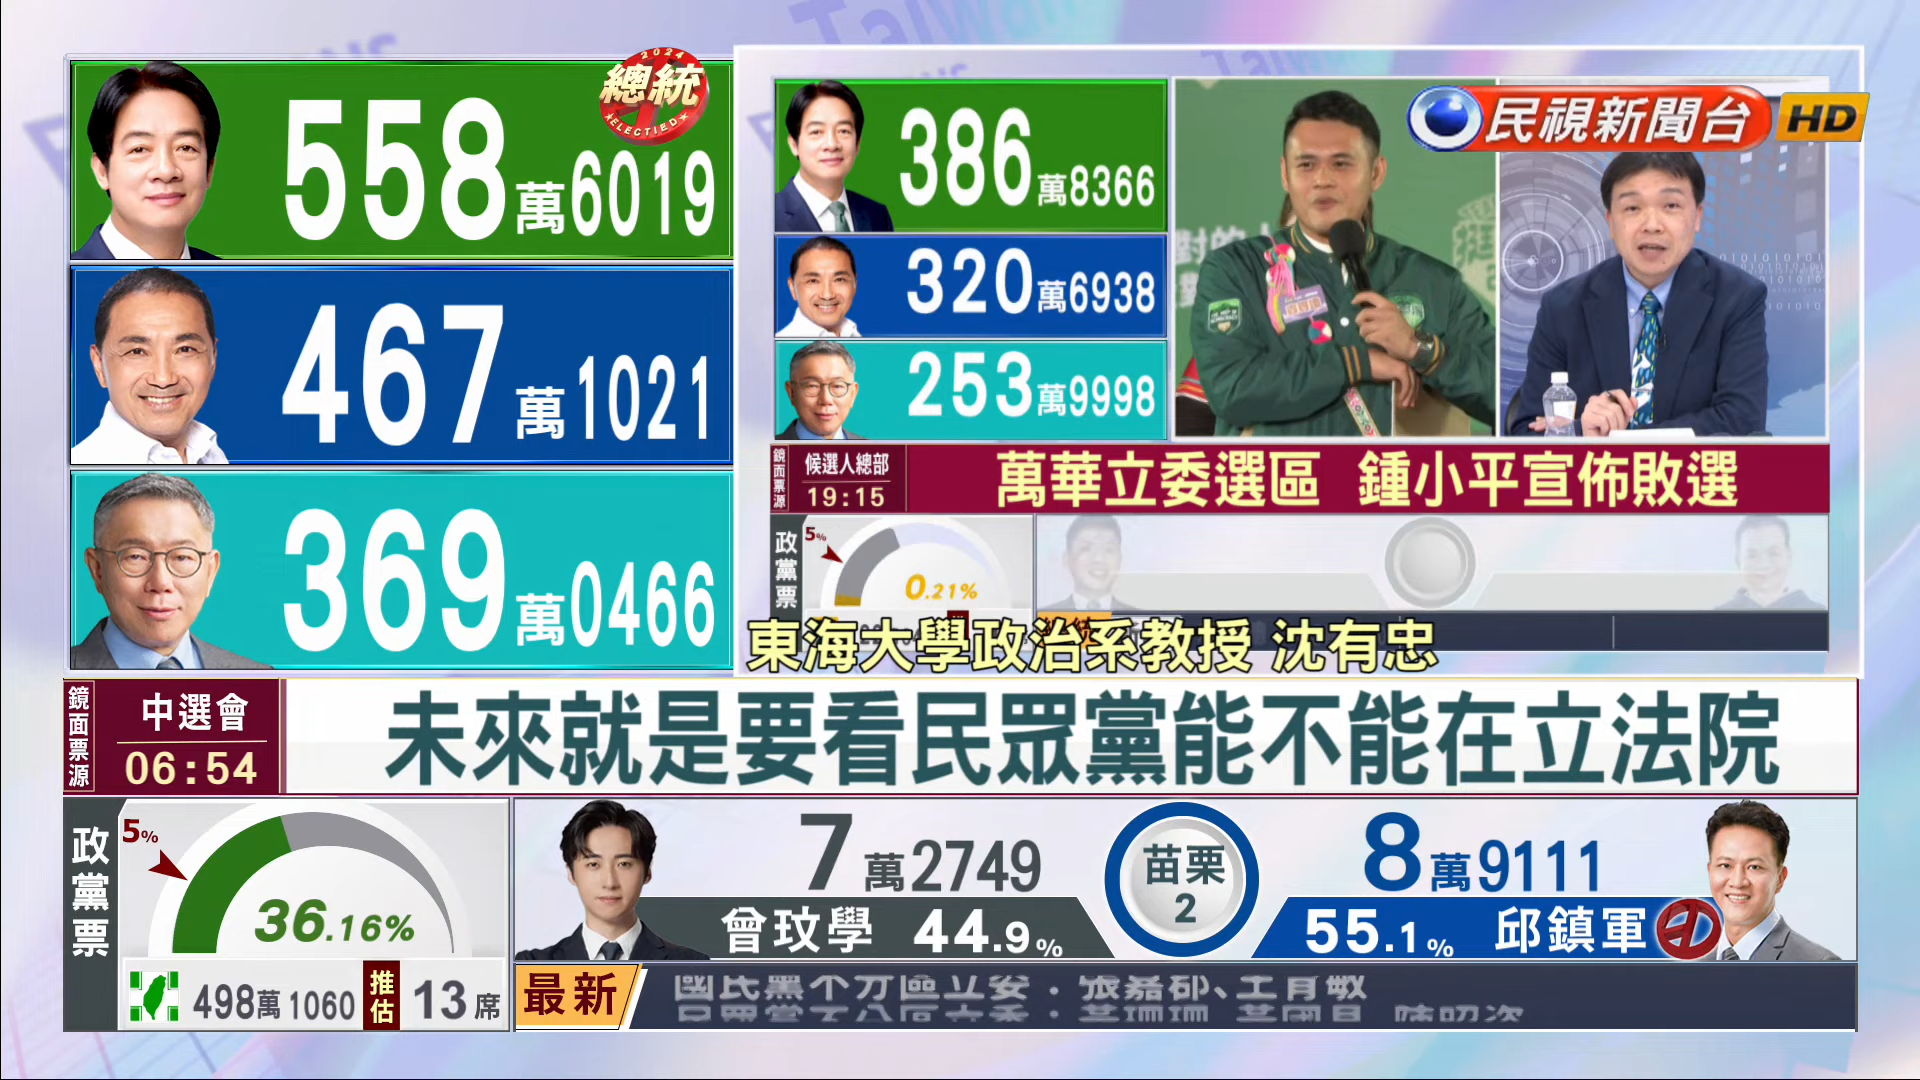 2024
總統
ELECTIED
558萬6019
467萬1021
369萬0466
386萬8366
320萬6938
253萬9998
民視新聞台 HD
鏡面票源
候選人總部
19:15
萬華立委選區 鍾小平宣佈敗選
政黨票
5%
0.21%
東海大學政治系教授 沈有忠
鏡面票源
中選會
06:54
未來就是要看民眾黨能不能在立法院
政黨票
5%
36.16%
498萬1060
推估
13席
7萬2749
曾玟學 44.9%
苗栗
2
8萬9111
55.1% 邱鎮軍
最新